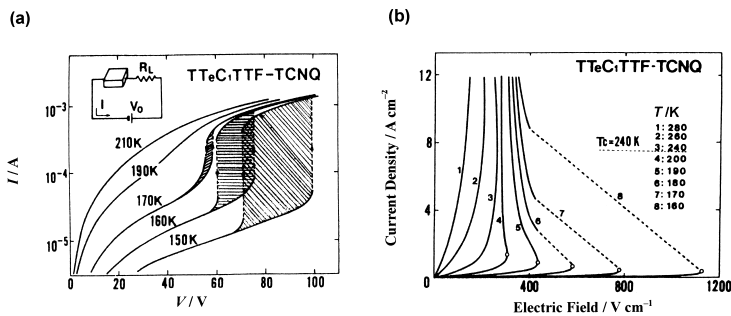 (a)
TTeC₁TTF-TCNQ
R_L
I
V₀
10⁻³
10⁻⁴
10⁻⁵
I / A
210K
190K
170K
160K
150K
0 20 40 60 80 100
V / V
(b)
TTeC₁TTF-TCNQ
12
8
4
0
Current Density / A cm⁻²
T /K
1: 280
2: 260
Tc = 240 K
3: 240
4: 200
5: 190
6: 180
7: 170
8: 160
1 2 3 4 5 6 7 8
0 400 800 1200
Electric Field / V cm⁻¹